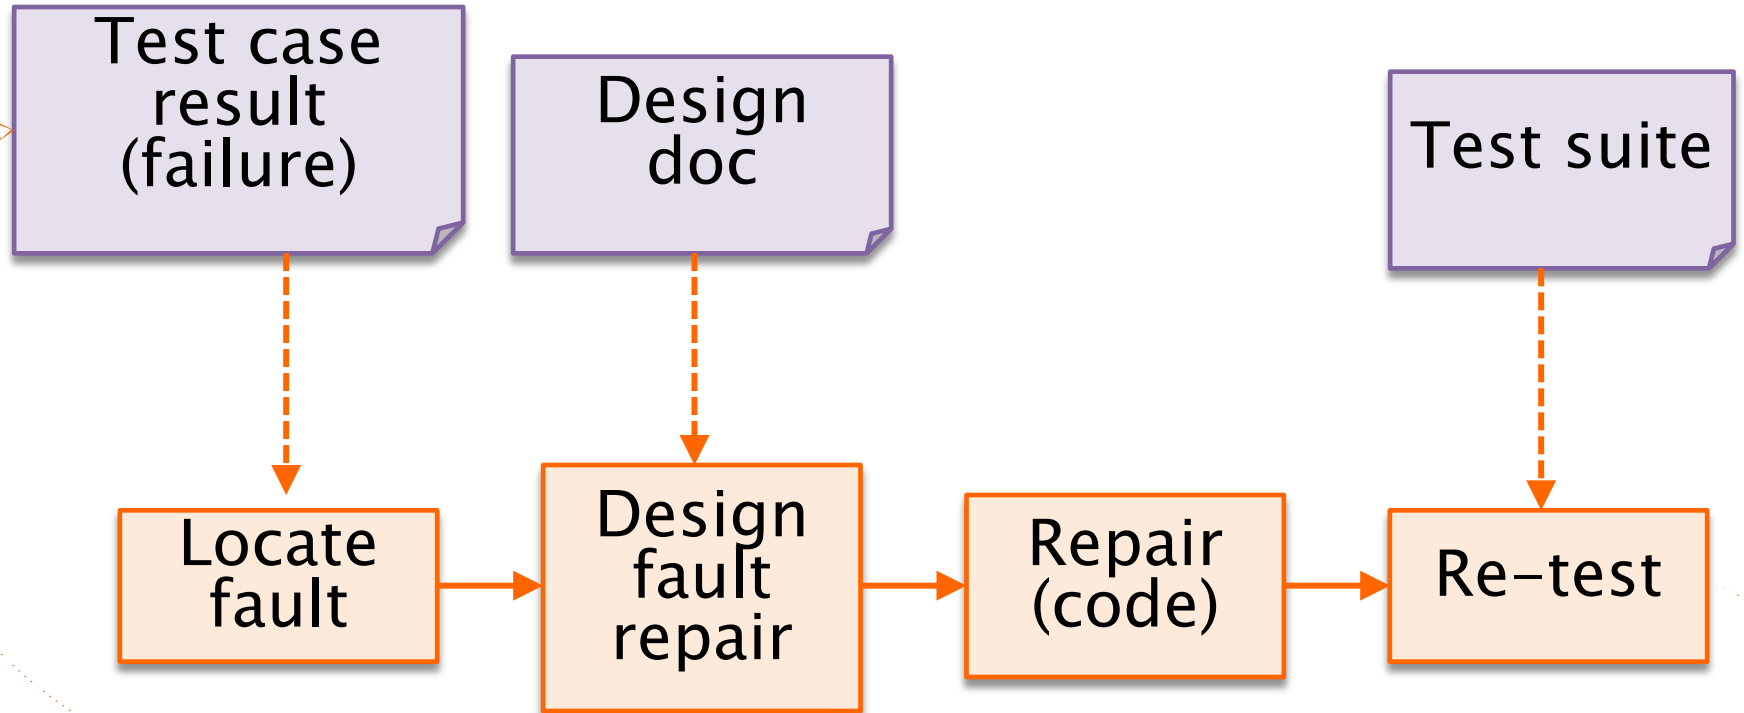 Test case
result
(failure)
Design
doc
Test suite
Locate
fault
Design
fault
repair
Repair
(code)
Re-test